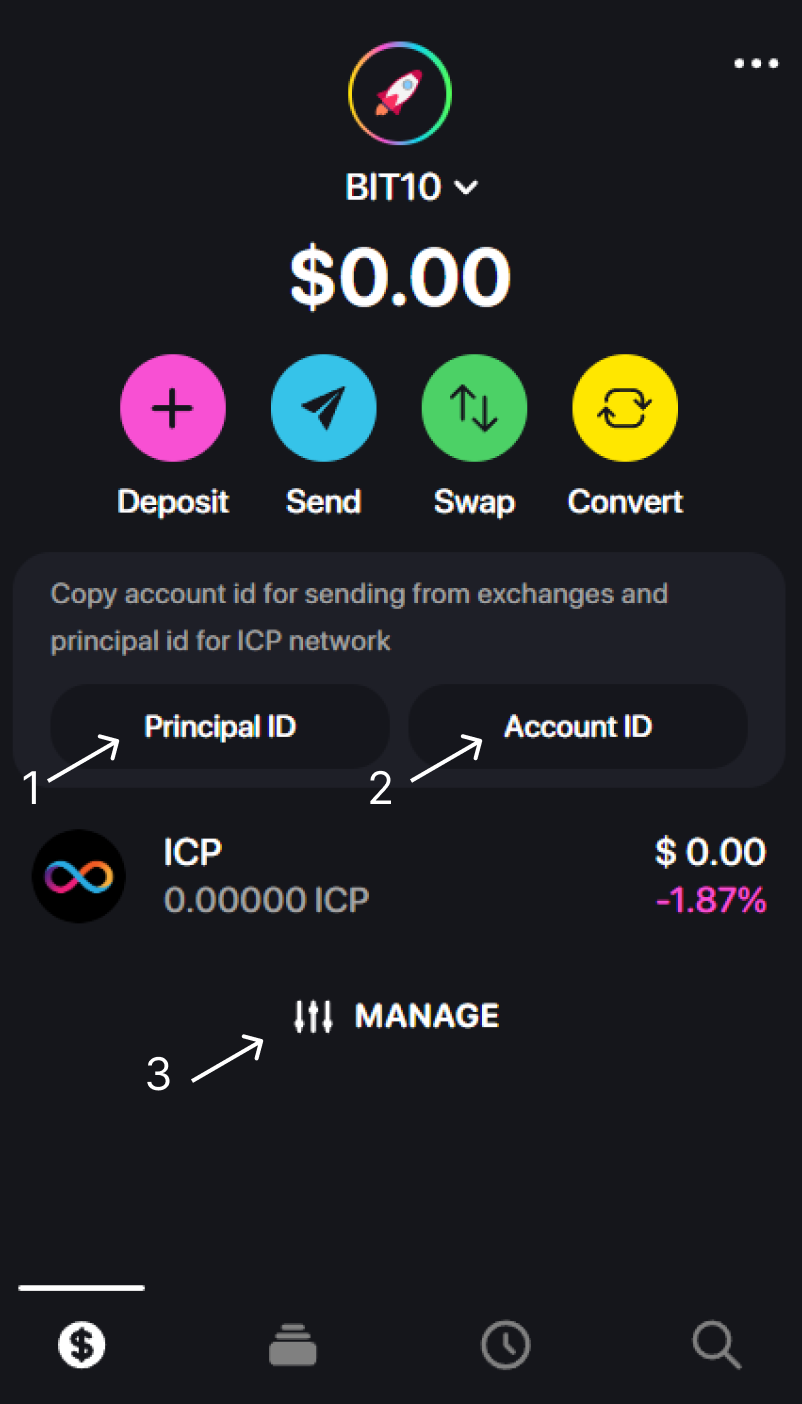 BIT10
$0.00
Deposit Send Swap Convert
Copy account id for sending from exchanges and
principal id for ICP network
Principal ID Account ID
1 2
ICP $ 0.00
0.00000 ICP -1.87%
MANAGE
3
$